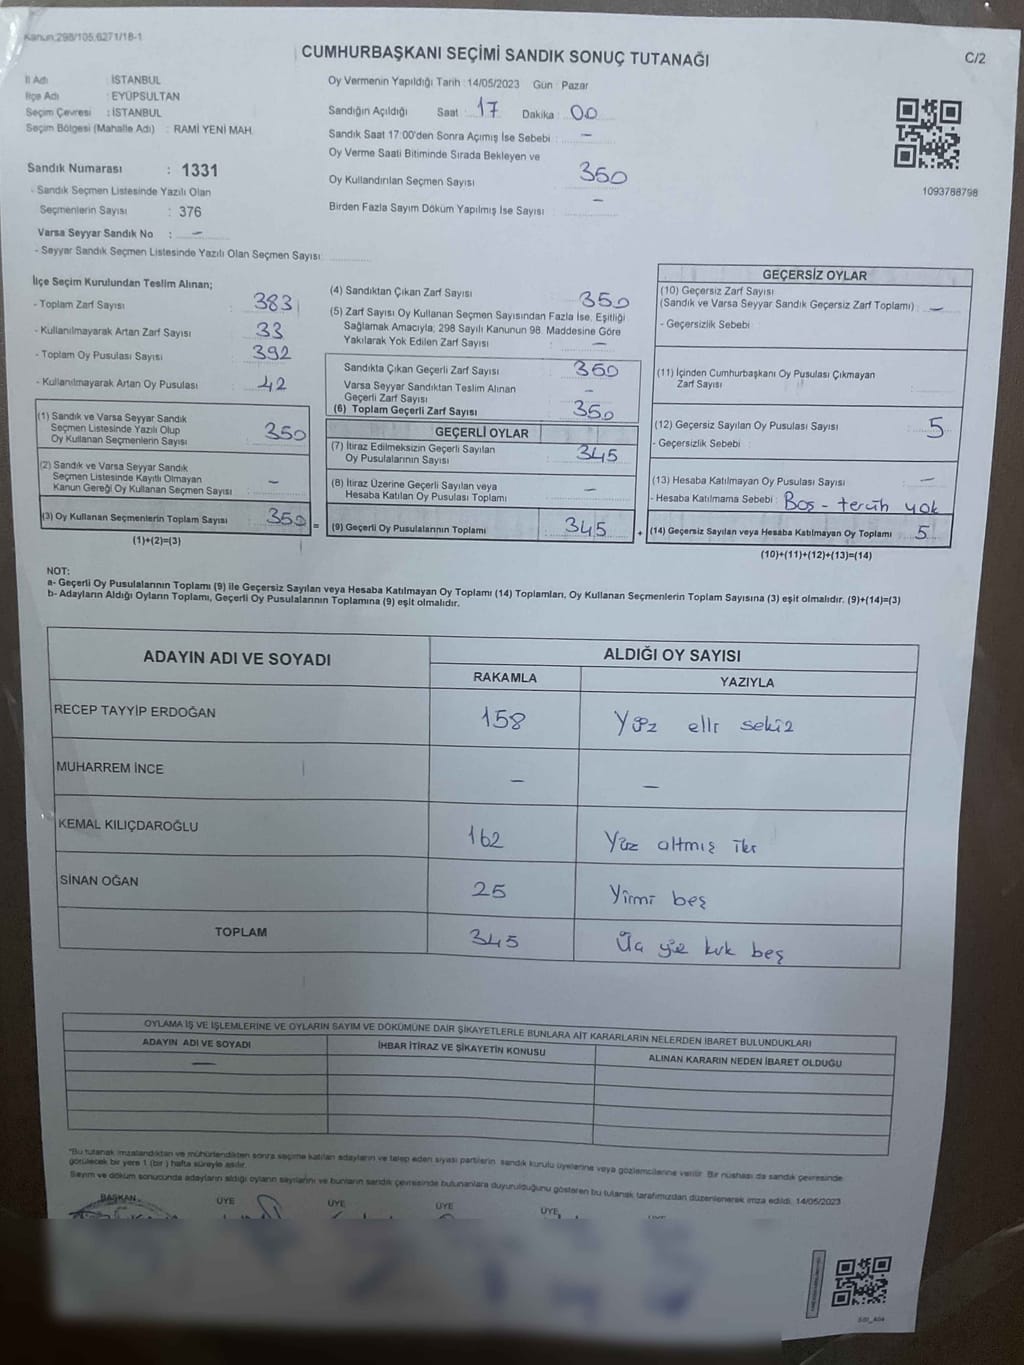 Kanun:298/105,6271/18-1
CUMHURBAŞKANI SEÇİMİ SANDIK SONUÇ TUTANAĞI
C/2
İl Adı : İSTANBUL
İlçe Adı : EYÜPSULTAN
Seçim Çevresi : İSTANBUL
Seçim Bölgesi (Mahalle Adı) : RAMİ YENİ MAH.
Sandık Numarası : 1331
- Sandık Seçmen Listesinde Yazılı Olan
Seçmenlerin Sayısı : 376
Varsa Seyyar Sandık No : –
- Seyyar Sandık Seçmen Listesinde Yazılı Olan Seçmen Sayısı:
Oy Vermenin Yapıldığı Tarih : 14/05/2023 Gün : Pazar
Sandığın Açıldığı Saat : 17 Dakika : 00
Sandık Saat 17:00'den Sonra Açımış İse Sebebi : –
Oy Verme Saati Bitiminde Sırada Bekleyen ve
Oy Kullandırılan Seçmen Sayısı : 350
Birden Fazla Sayım Döküm Yapılmış İse Sayısı : –
1093788798
İlçe Seçim Kurulundan Teslim Alınan;
- Toplam Zarf Sayısı : 383
- Kullanılmayarak Artan Zarf Sayısı : 33
- Toplam Oy Pusulası Sayısı : 392
- Kullanılmayarak Artan Oy Pusulası : 42
(1) Sandık ve Varsa Seyyar Sandık
Seçmen Listesinde Yazılı Olup
Oy Kullanan Seçmenlerin Sayısı : 350
(2) Sandık ve Varsa Seyyar Sandık
Seçmen Listesinde Kayıtlı Olmayan
Kanun Gereği Oy Kullanan Seçmen Sayısı : –
(3) Oy Kullanan Seçmenlerin Toplam Sayısı : 350 =
(1)+(2)=(3)
(4) Sandıktan Çıkan Zarf Sayısı : 350
(5) Zarf Sayısı Oy Kullanan Seçmen Sayısından Fazla İse, Eşitliği
Sağlamak Amacıyla; 298 Sayılı Kanunun 98. Maddesine Göre
Yakılarak Yok Edilen Zarf Sayısı : –
Sandıkta Çıkan Geçerli Zarf Sayısı : 350
Varsa Seyyar Sandıktan Teslim Alınan
Geçerli Zarf Sayısı : –
(6) Toplam Geçerli Zarf Sayısı : 350
GEÇERLİ OYLAR
(7) İtiraz Edilmeksizin Geçerli Sayılan
Oy Pusulalarının Sayısı : 345
(8) İtiraz Üzerine Geçerli Sayılan veya
Hesaba Katılan Oy Pusulası Toplamı : –
(9) Geçerli Oy Pusulalarının Toplamı : 345 +
GEÇERSİZ OYLAR
(10) Geçersiz Zarf Sayısı
(Sandık ve Varsa Seyyar Sandık Geçersiz Zarf Toplamı) : –
- Geçersizlik Sebebi :
(11) İçinden Cumhurbaşkanı Oy Pusulası Çıkmayan
Zarf Sayısı :
(12) Geçersiz Sayılan Oy Pusulası Sayısı : 5
- Geçersizlik Sebebi :
(13) Hesaba Katılmayan Oy Pusulası Sayısı : –
- Hesaba Katılmama Sebebi : Boş - tercih yok
(14) Geçersiz Sayılan veya Hesaba Katılmayan Oy Toplamı : 5
(10)+(11)+(12)+(13)=(14)
NOT:
a- Geçerli Oy Pusulalarının Toplamı (9) ile Geçersiz Sayılan veya Hesaba Katılmayan Oy Toplamı (14) Toplamları, Oy Kullanan Seçmenlerin Toplam Sayısına (3) eşit olmalıdır. (9)+(14)=(3)
b- Adayların Aldığı Oyların Toplamı, Geçerli Oy Pusulalarının Toplamına (9) eşit olmalıdır.
ADAYIN ADI VE SOYADI ALDIĞI OY SAYISI
RAKAMLA YAZIYLA
RECEP TAYYİP ERDOĞAN 158 Yüz elli sekiz
MUHARREM İNCE – –
KEMAL KILIÇDAROĞLU 162 Yüz altmış iki
SİNAN OĞAN 25 Yirmi beş
TOPLAM 345 Üç yüz kırk beş
OYLAMA İŞ VE İŞLEMLERİNE VE OYLARIN SAYIM VE DÖKÜMÜNE DAİR ŞİKAYETLERLE BUNLARA AİT KARARLARIN NELERDEN İBARET BULUNDUKLARI
ADAYIN ADI VE SOYADI İHBAR İTİRAZ VE ŞİKAYETİN KONUSU ALINAN KARARIN NEDEN İBARET OLDUĞU
–
*Bu tutanak imzalandıktan ve mühürlendikten sonra seçime katılan adayların ve talep eden siyasi partilerin sandık kurulu üyelerine veya gözlemcilerine verilir. Bir nüshası da sandık çevresinde
görülecek bir yere 1 (bir) hafta süreyle asılır.
Sayım ve döküm sonucunda adayların aldığı oyların sayılarını ve bunların sandık çevresinde bulunanlara duyurulduğunu gösteren bu tutanak tarafımızdan düzenlenerek imza edildi. 14/05/2023
BAŞKAN ÜYE ÜYE ÜYE ÜYE ÜYE